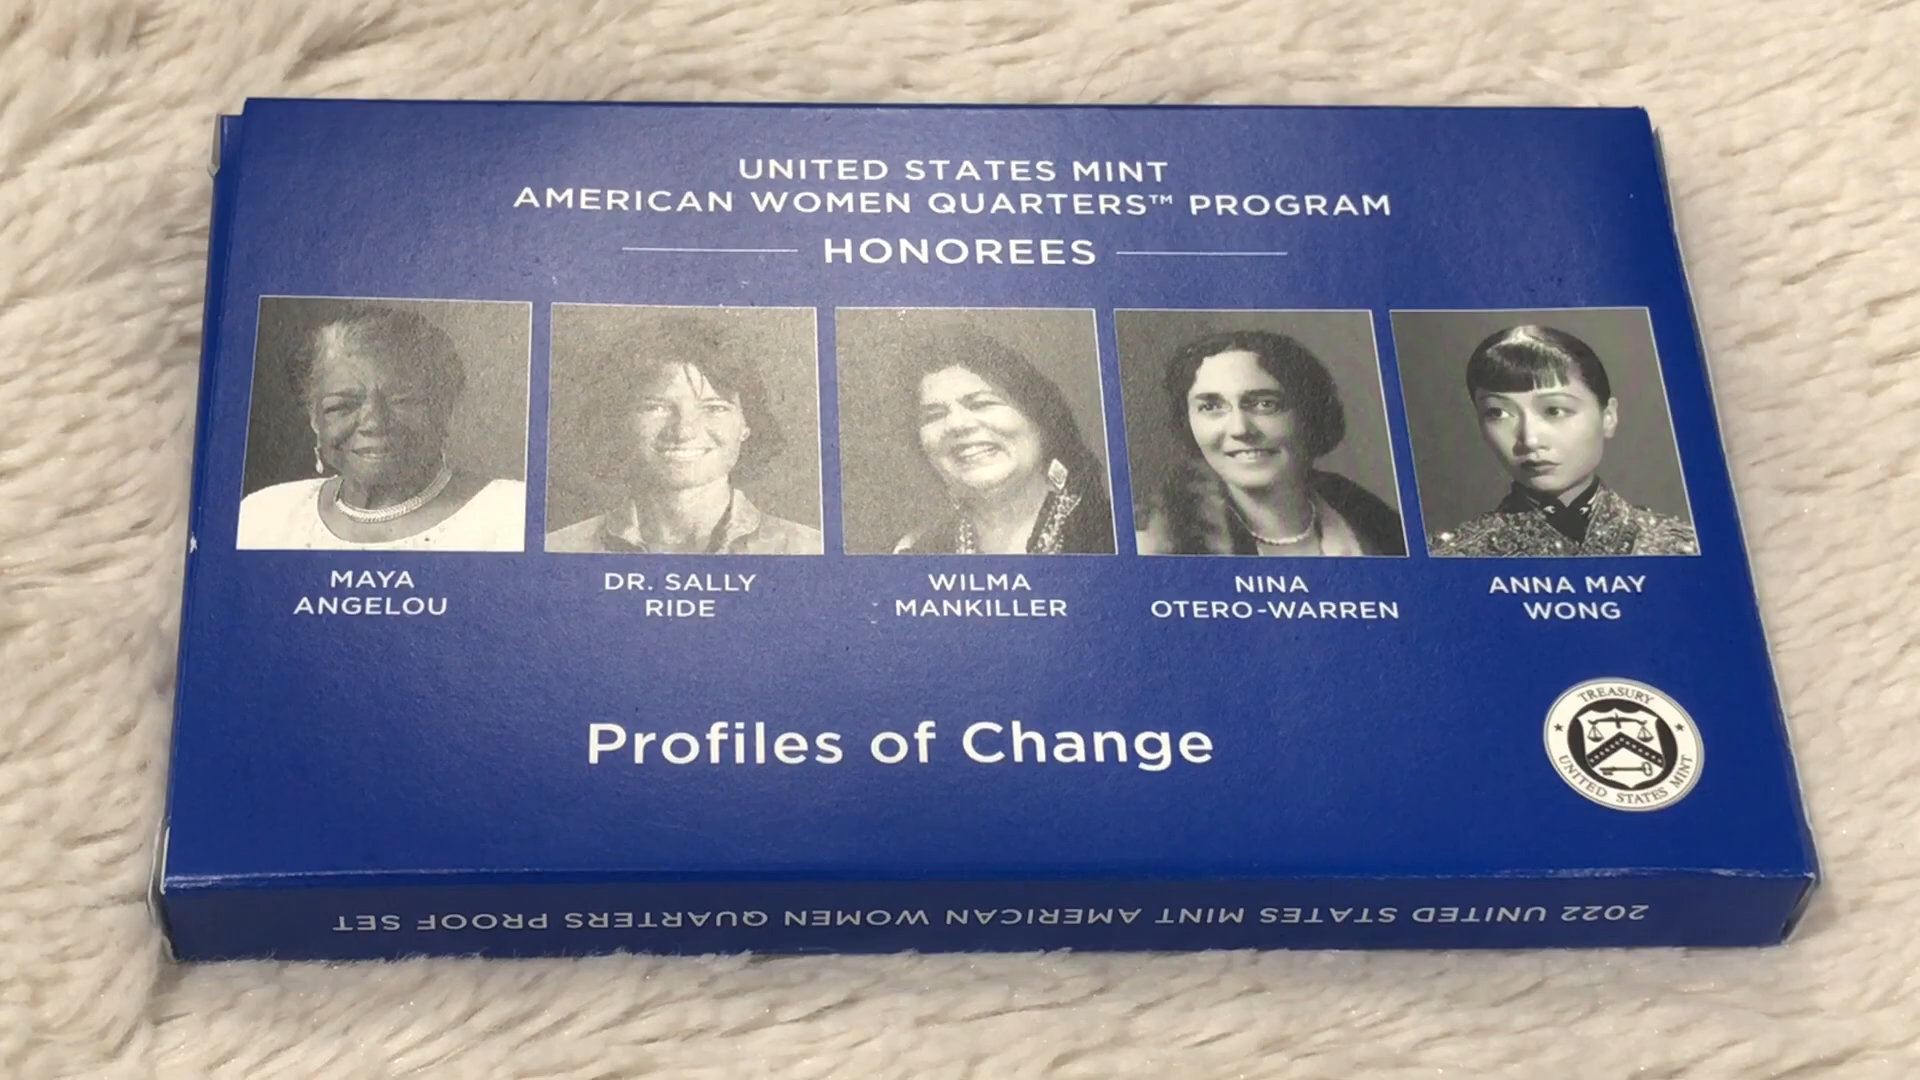 UNITED STATES MINT
AMERICAN WOMEN QUARTERS™ PROGRAM
HONOREES
MAYA
ANGELOU
DR. SALLY
RIDE
WILMA
MANKILLER
NINA
OTERO-WARREN
ANNA MAY
WONG
Profiles of Change
TREASURY
UNITED STATES MINT
2022 UNITED STATES MINT AMERICAN WOMEN QUARTERS PROOF SET